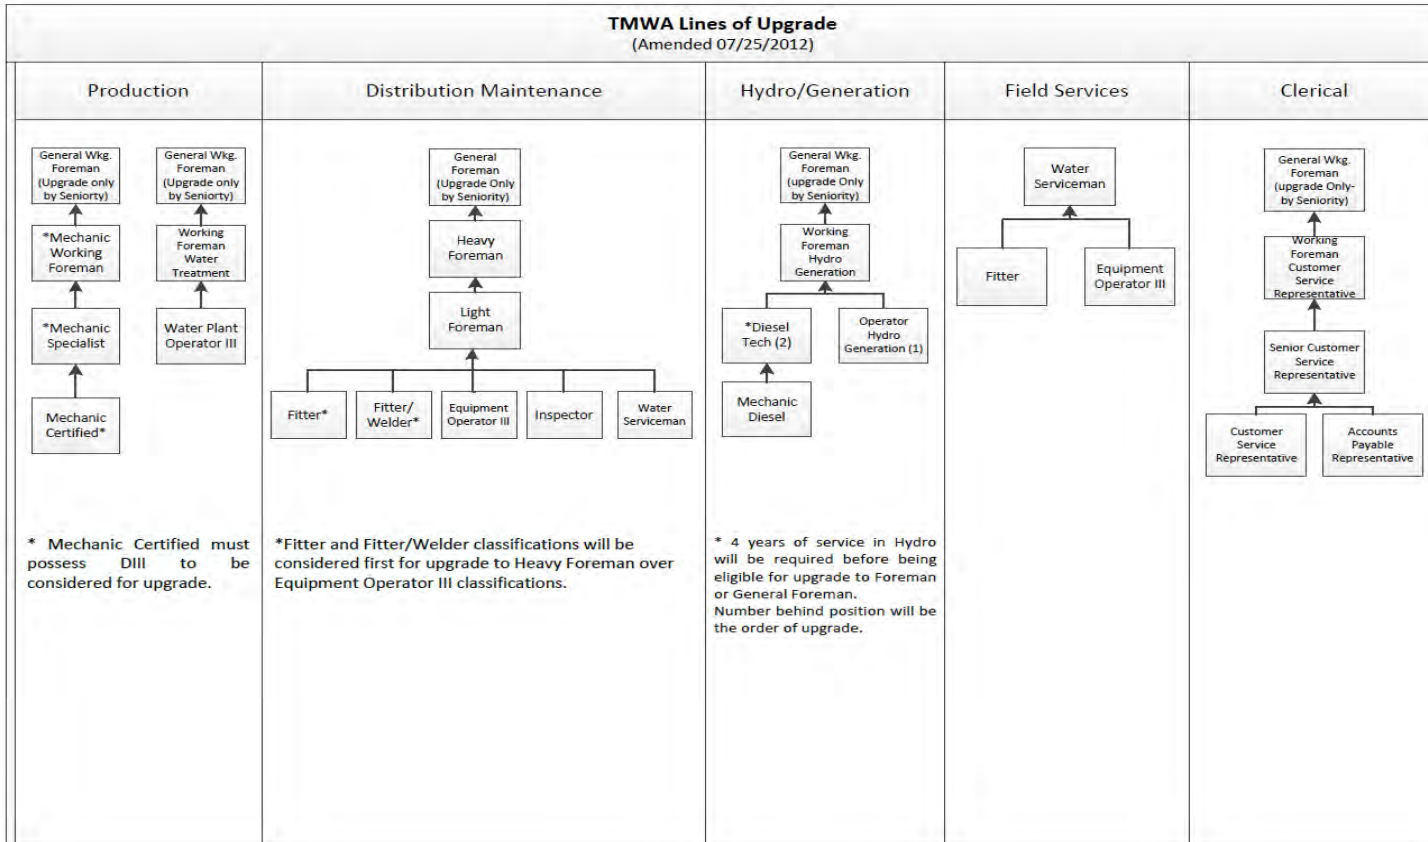 TMWA Lines of Upgrade
(Amended 07/25/2012)
Production
General Wkg.
Foreman
(Upgrade only
by Seniorty)
*Mechanic
Working
Foreman
*Mechanic
Specialist
Mechanic
Certified*
General Wkg.
Foreman
(Upgrade only
by Seniorty)
Working
Foreman
Water
Treatment
Water Plant
Operator III
* Mechanic Certified must
possess DIII to be
considered for upgrade.
Distribution Maintenance
General
Foreman
(Upgrade Only
by Seniority)
Heavy
Foreman
Light
Foreman
Fitter*
Fitter/
Welder*
Equipment
Operator III
Inspector
Water
Serviceman
*Fitter and Fitter/Welder classifications will be
considered first for upgrade to Heavy Foreman over
Equipment Operator III classifications.
Hydro/Generation
General Wkg.
Foreman
(upgrade Only
by Seniority)
Working
Foreman
Hydro
Generation
*Diesel
Tech (2)
Operator
Hydro
Generation (1)
Mechanic
Diesel
* 4 years of service in Hydro
will be required before being
eligible for upgrade to Foreman
or General Foreman.
Number behind position will be
the order of upgrade.
Field Services
Water
Serviceman
Fitter
Equipment
Operator III
Clerical
General Wkg.
Foreman
(upgrade Only-
by Seniority)
Working
Foreman
Customer
Service
Representative
Senior Customer
Service
Representative
Customer
Service
Representative
Accounts
Payable
Representative